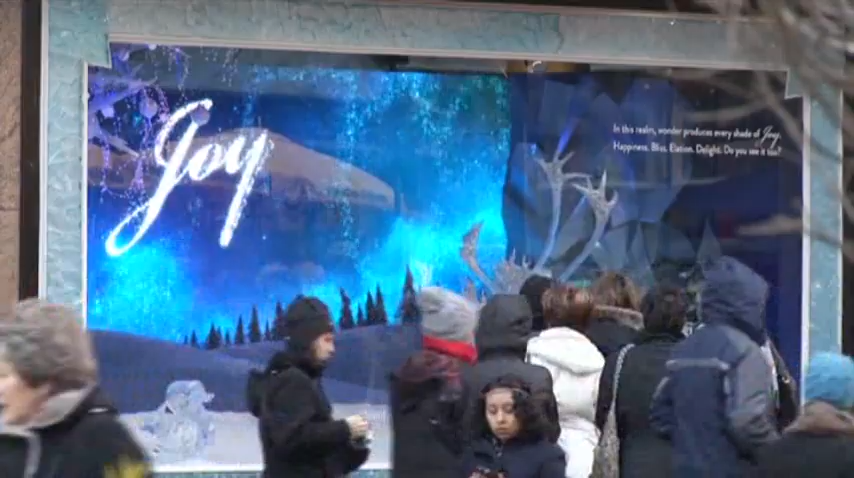 Joy
In this realm, wonder produces every shade of Joy.
Happiness. Bliss. Elation. Delight. Do you see it too?